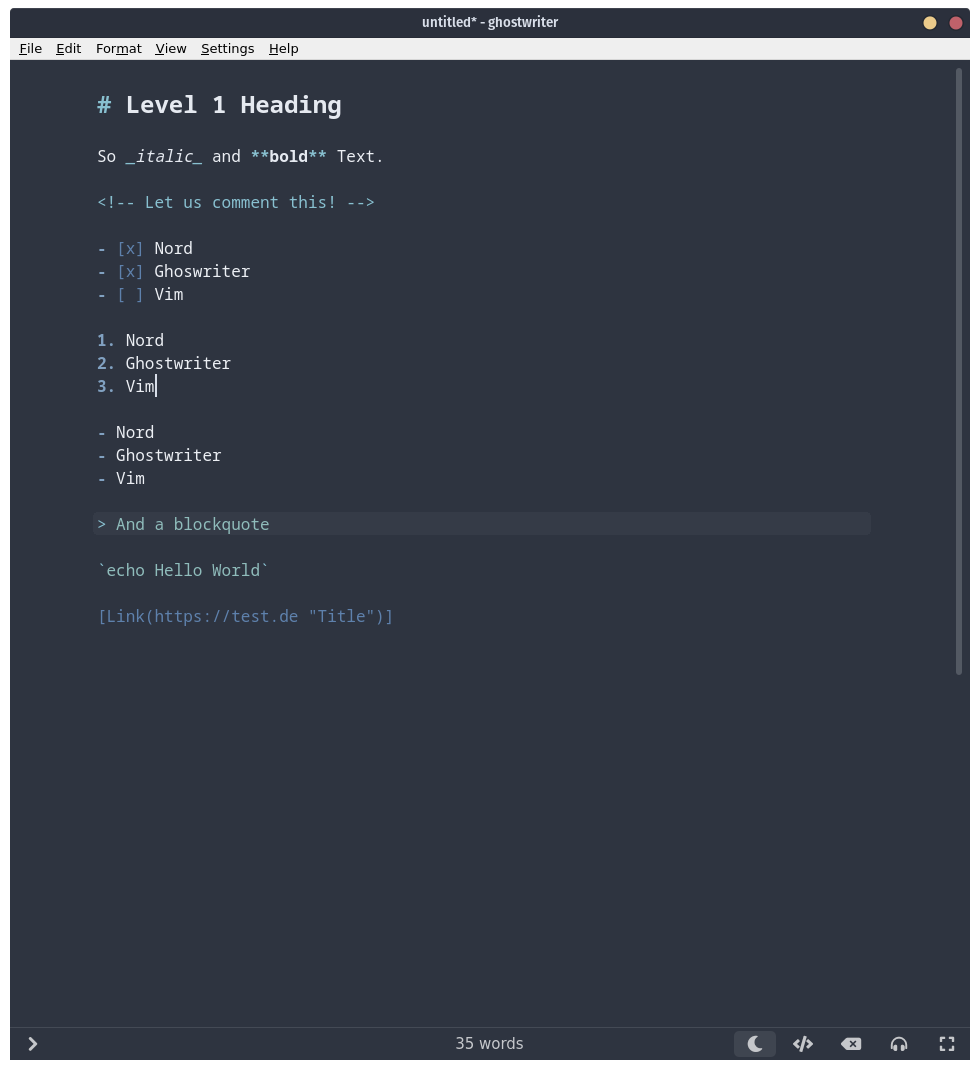 untitled* - ghostwriter
File Edit Format View Settings Help
# Level 1 Heading
So _italic_ and **bold** Text.
<!-- Let us comment this! -->
- [x] Nord
- [x] Ghoswriter
- [ ] Vim
1. Nord
2. Ghostwriter
3. Vim
- Nord
- Ghostwriter
- Vim
> And a blockquote
`echo Hello World`
[Link(https://test.de "Title")]
35 words